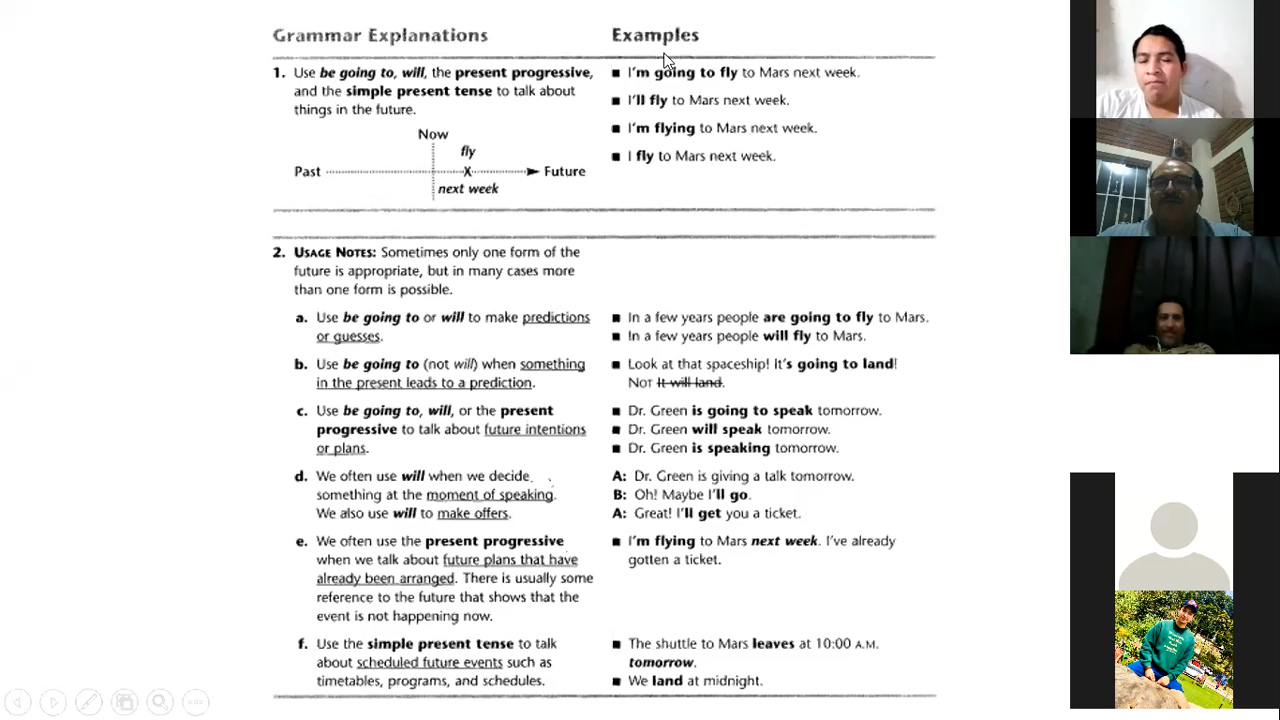 Grammar Explanations
Examples
1. Use be going to, will, the present progressive,
and the simple present tense to talk about
things in the future.
Now
fly
Past
X
Future
next week
■ I'm going to fly to Mars next week.
■ I'll fly to Mars next week.
■ I'm flying to Mars next week.
■ I fly to Mars next week.
2. USAGE NOTES: Sometimes only one form of the
future is appropriate, but in many cases more
than one form is possible.
a. Use be going to or will to make predictions
or guesses.
■ In a few years people are going to fly to Mars.
■ In a few years people will fly to Mars.
b. Use be going to (not will) when something
in the present leads to a prediction.
■ Look at that spaceship! It's going to land!
NOT It will land.
c. Use be going to, will, or the present
progressive to talk about future intentions
or plans.
■ Dr. Green is going to speak tomorrow.
■ Dr. Green will speak tomorrow.
■ Dr. Green is speaking tomorrow.
d. We often use will when we decide
something at the moment of speaking.
We also use will to make offers.
A: Dr. Green is giving a talk tomorrow.
B: Oh! Maybe I'll go.
A: Great! I'll get you a ticket.
e. We often use the present progressive
when we talk about future plans that have
already been arranged. There is usually some
reference to the future that shows that the
event is not happening now.
■ I'm flying to Mars next week. I've already
gotten a ticket.
f. Use the simple present tense to talk
about scheduled future events such as
timetables, programs, and schedules.
■ The shuttle to Mars leaves at 10:00 A.M.
tomorrow.
■ We land at midnight.